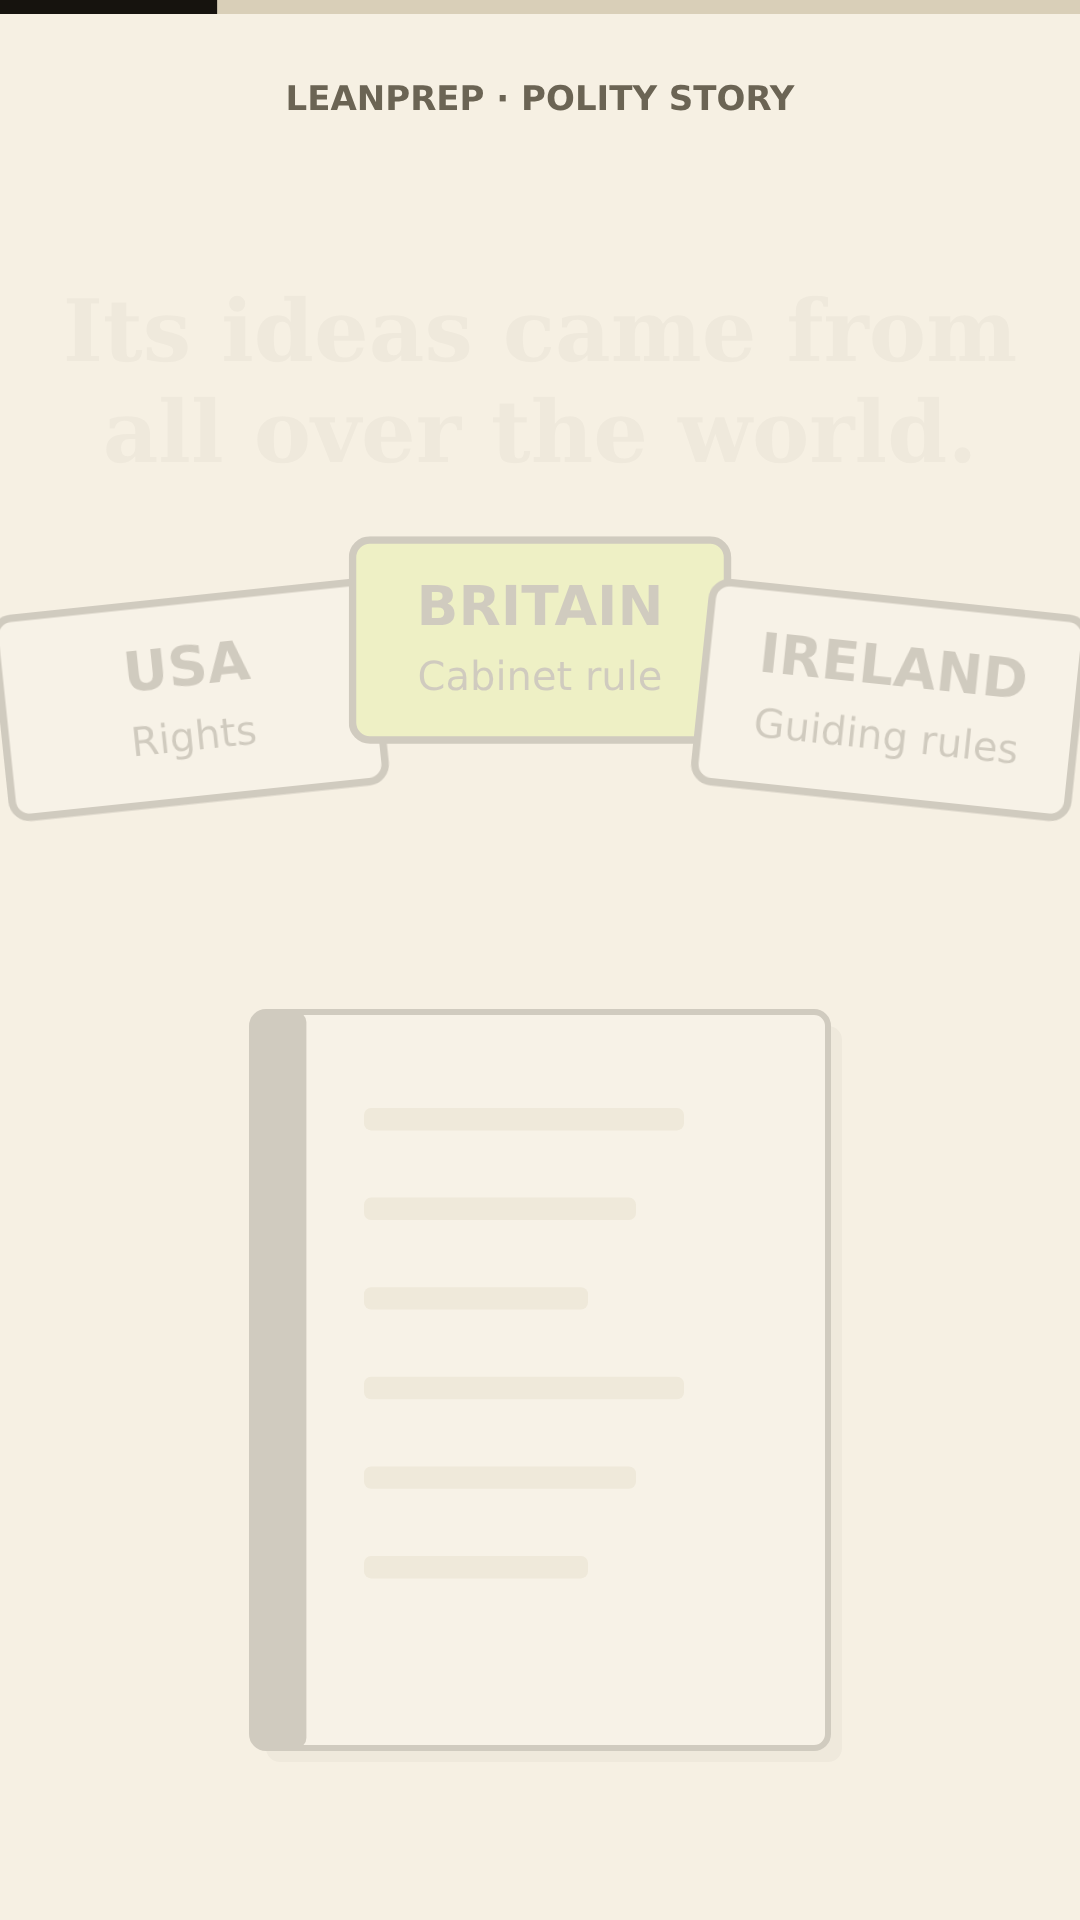 LEANPREP · POLITY STORY
Its ideas came from
all over the world.
USA
Rights
BRITAIN
Cabinet rule
IRELAND
Guiding rules